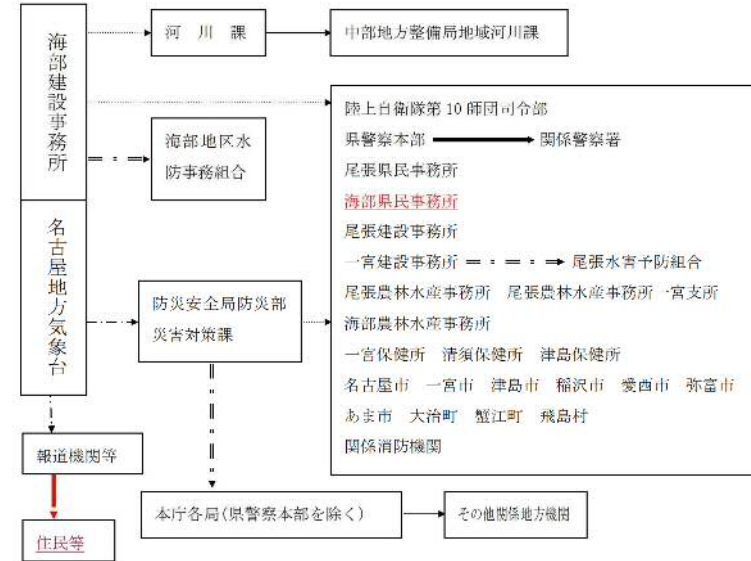 海部建設事務所
河川課
中部地方整備局地域河川課
海部地区水
防事務組合
陸上自衛隊第10師団司令部
県警察本部 関係警察署
尾張県民事務所
海部県民事務所
尾張建設事務所
一宮建設事務所 尾張水害予防組合
尾張農林水産事務所 尾張農林水産事務所一宮支所
海部農林水産事務所
一宮保健所 清須保健所 津島保健所
名古屋市 一宮市 津島市 稲沢市 愛西市 弥富市
あま市 大治町 蟹江町 飛島村
関係消防機関
名古屋地方気象台
防災安全局防災部
災害対策課
報道機関等
住民等
本庁各局(県警察本部を除く)
その他関係地方機関